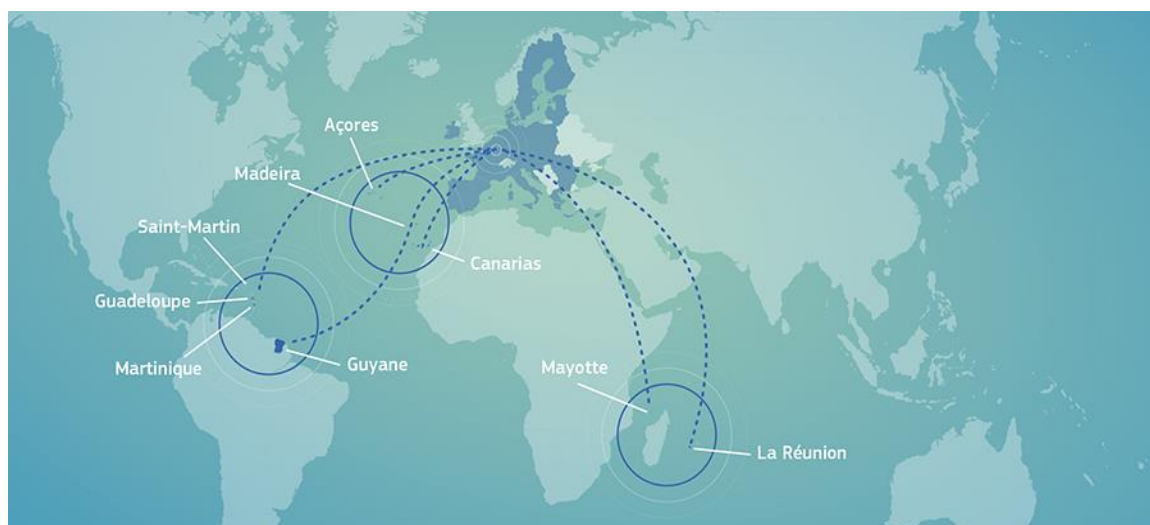 Açores
Madeira
Saint-Martin
Canarias
Guadeloupe
Martinique
Guyane
Mayotte
La Réunion